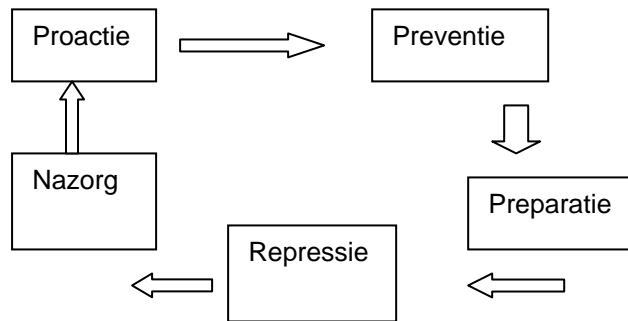 Proactie
Preventie
Nazorg
Preparatie
Repressie